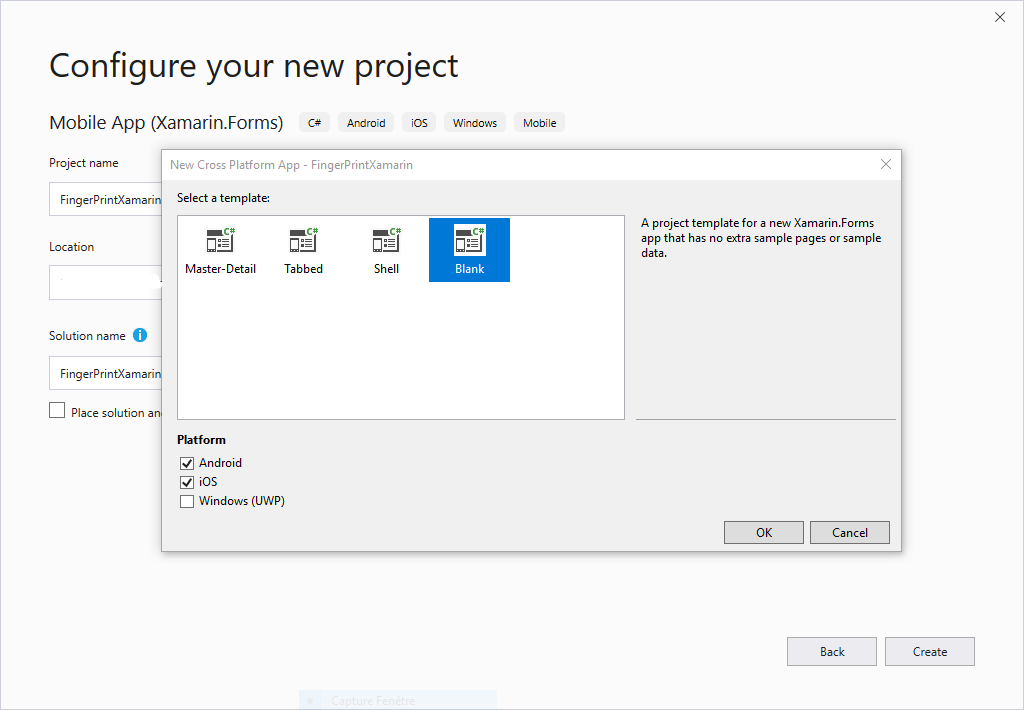 Configure your new project
Mobile App (Xamarin.Forms) C# Android iOS Windows Mobile
Project name
FingerPrintXamarin
Location
Solution name
FingerPrintXamarin
Place solution an
New Cross Platform App - FingerPrintXamarin
Select a template:
Master-Detail Tabbed Shell Blank
A project template for a new Xamarin.Forms
app that has no extra sample pages or sample
data.
Platform
Android
iOS
Windows (UWP)
OK Cancel
Back Create
Capture Fenêtre